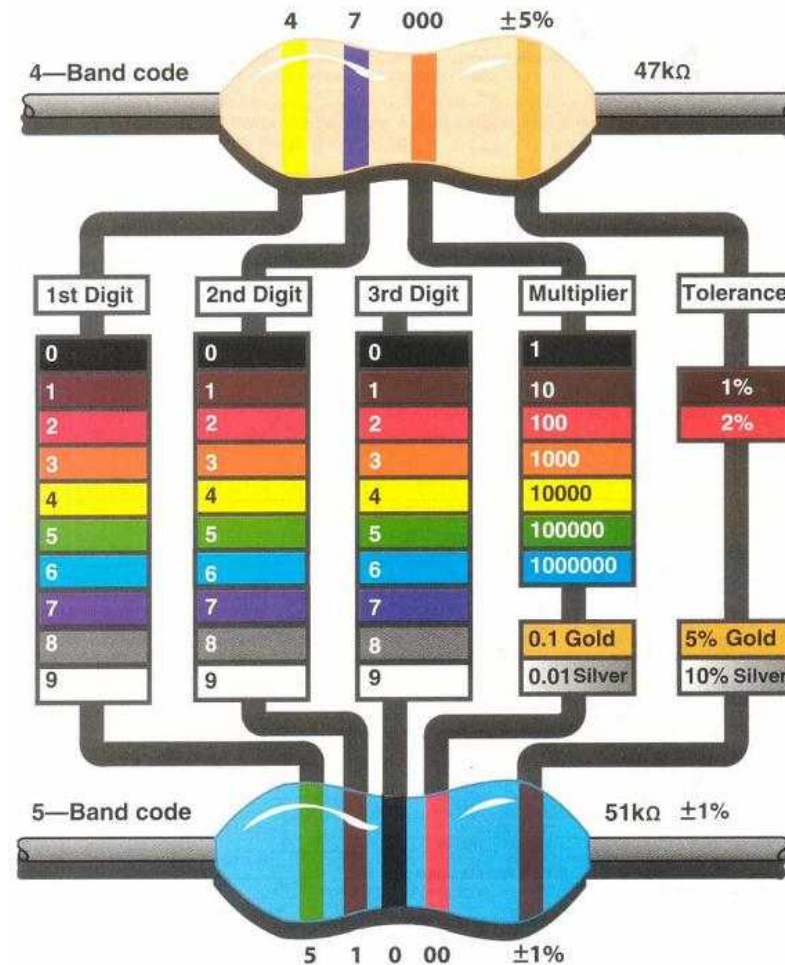 4 7 000 ±5%
4—Band code 47kΩ
1st Digit 2nd Digit 3rd Digit Multiplier Tolerance
0 0 0 1
1 1 1 10 1%
2 2 2 100 2%
3 3 3 1000
4 4 4 10000
5 5 5 100000
6 6 6 1000000
7 7 7
8 8 8 0.1 Gold 5% Gold
9 9 9 0.01 Silver 10% Silver
5—Band code 51kΩ ±1%
5 1 0 00 ±1%